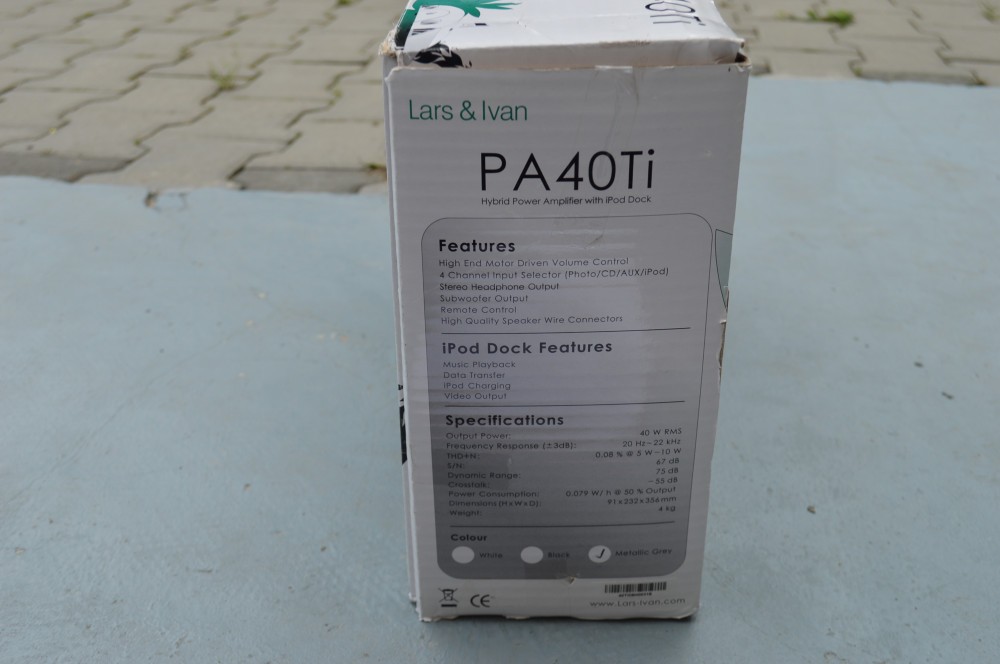 40Ti
Lars & Ivan
PA40Ti
Hybrid Power Amplifier with iPod Dock
Features
High End Motor Driven Volume Control
4 Channel Input Selector (Photo/CD/AUX/iPod)
Stereo Headphone Output
Subwoofer Output
Remote Control
High Quality Speaker Wire Connectors
iPod Dock Features
Music Playback
Data Transfer
iPod Charging
Video Output
Specifications
Output Power: 40 W RMS
Frequency Response (±3dB): 20 Hz~22 kHz
THD+N: 0.08 % @ 5 W~10 W
S/N: 67 dB
Dynamic Range: 75 dB
Crosstalk: -55 dB
Power Consumption: 0.079 W/h @ 50 % Output
Dimensions (HxWxD): 91x232x356mm
Weight: 4 kg
Colour
White Black Metallic Grey
CE
www.Lars-Ivan.com